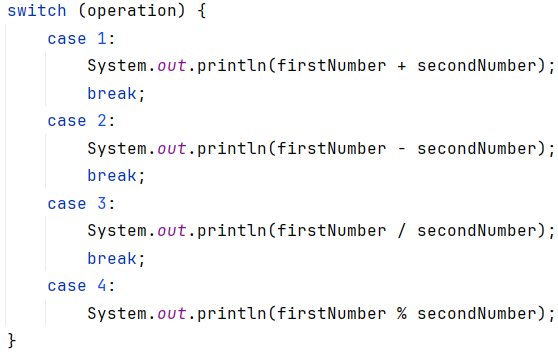 switch (operation) {
    case 1:
        System.out.println(firstNumber + secondNumber);
        break;
    case 2:
        System.out.println(firstNumber - secondNumber);
        break;
    case 3:
        System.out.println(firstNumber / secondNumber);
        break;
    case 4:
        System.out.println(firstNumber % secondNumber);
}